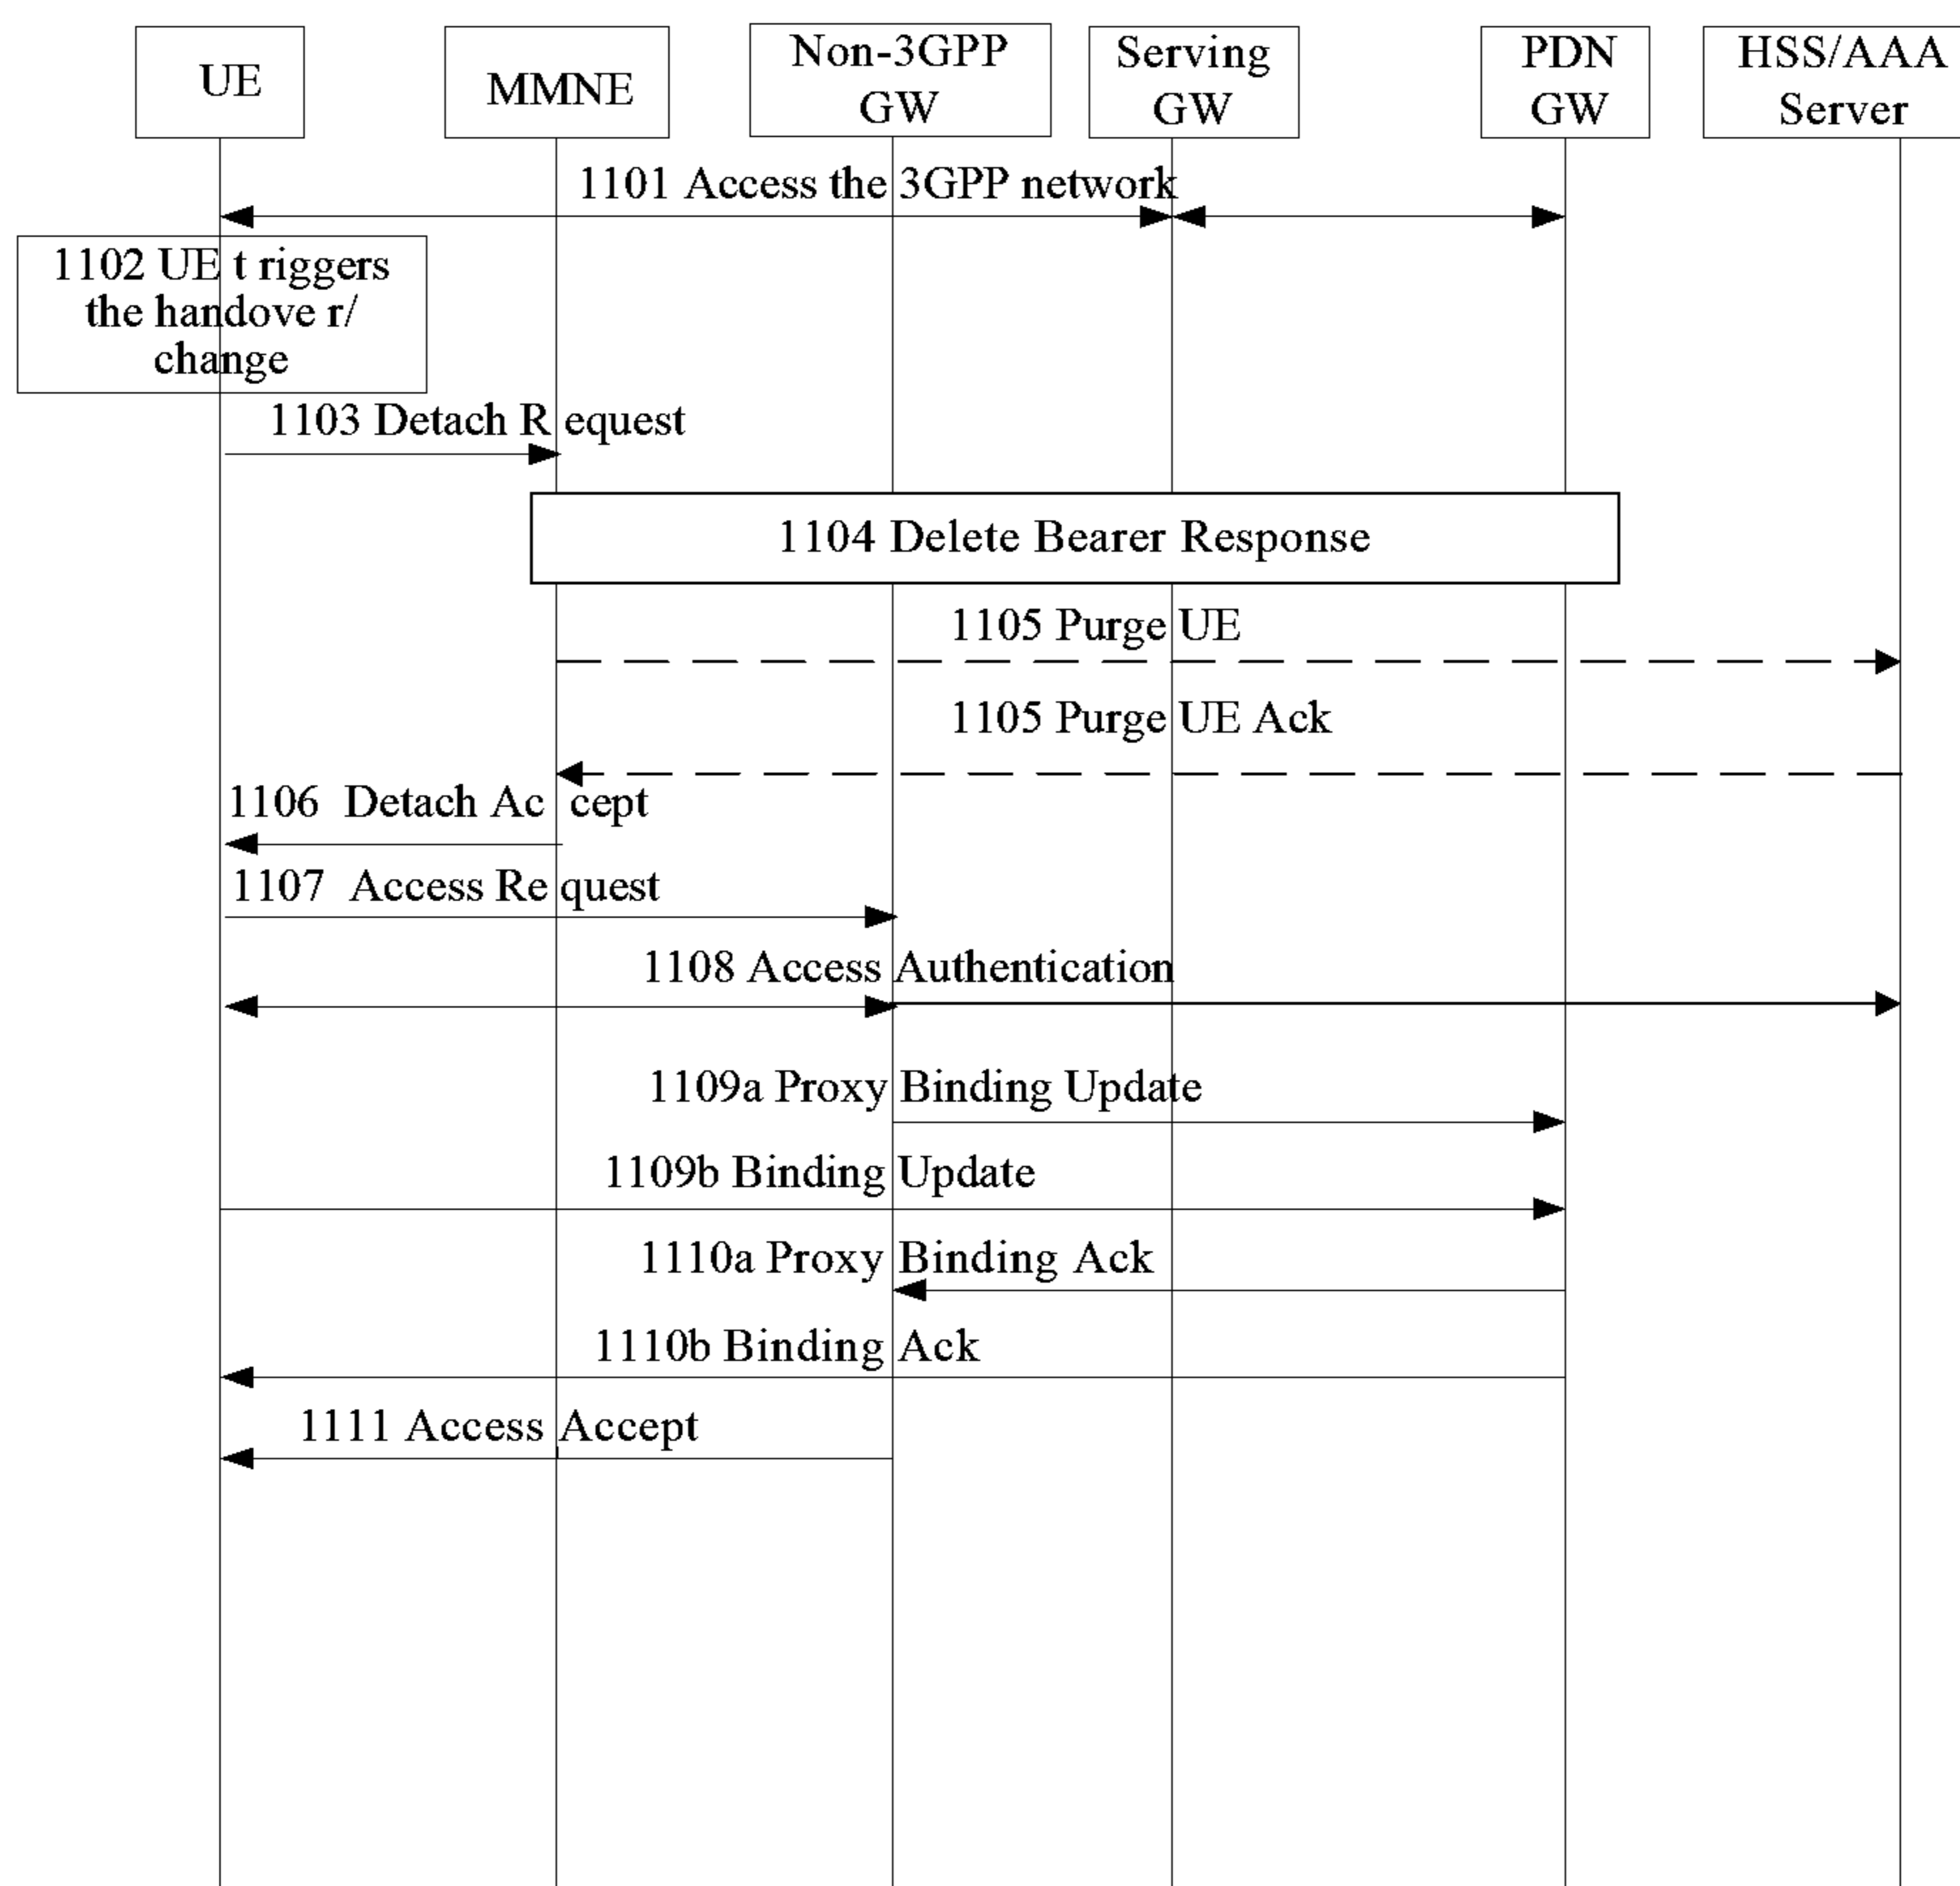 UE
MMNE
Non-3GPP
GW
Serving
GW
PDN
GW
HSS/AAA
Server
1101 Access the 3GPP network
1102 UE t riggers
the handove r/
change
1103 Detach R equest
1104 Delete Bearer Response
1105 Purge UE
1105 Purge UE Ack
1106 Detach Ac cept
1107 Access Re quest
1108 Access Authentication
1109a Proxy Binding Update
1109b Binding Update
1110a Proxy Binding Ack
1110b Binding Ack
1111 Access Accept